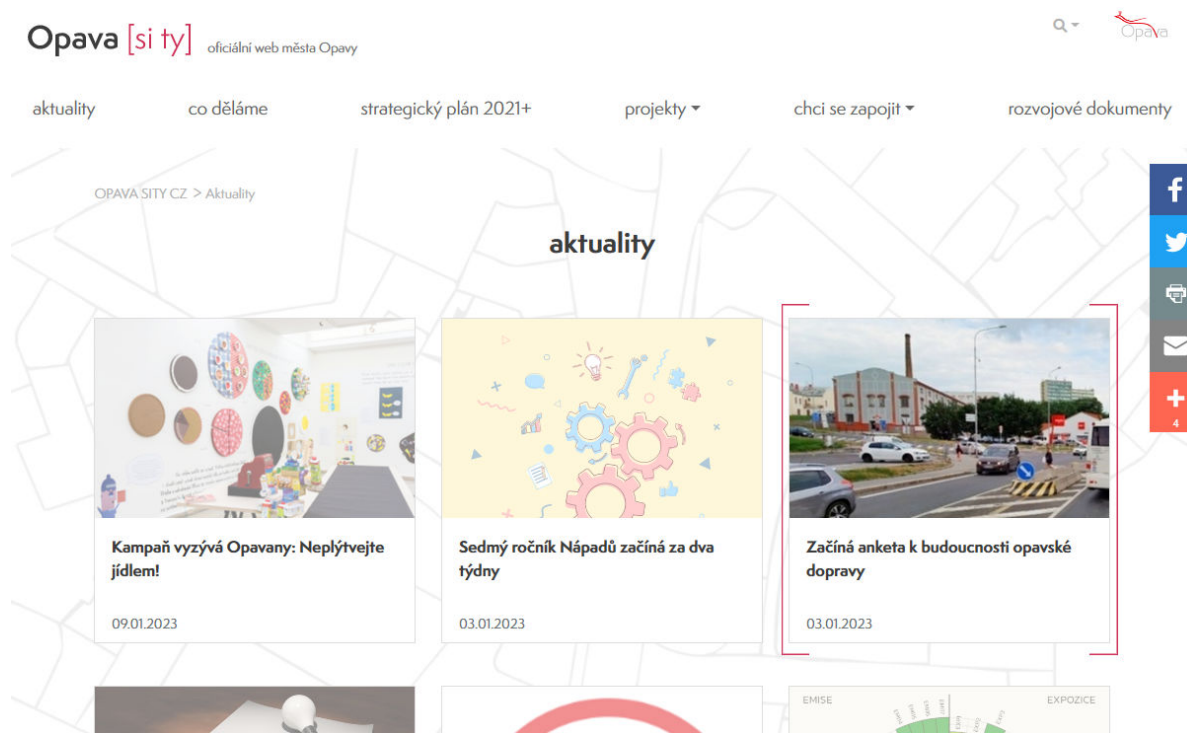 Opava [si ty] oficiální web města Opavy
Opava
aktuality co děláme strategický plán 2021+ projekty chci se zapojit rozvojové dokumenty
OPAVA SITY CZ > Aktuality
aktuality
4
Kampaň vyzývá Opavany: Neplýtvejte
jídlem!
09.01.2023
Sedmý ročník Nápadů začíná za dva
týdny
03.01.2023
Začíná anketa k budoucnosti opavské
dopravy
03.01.2023
EMISE EXPOZICE